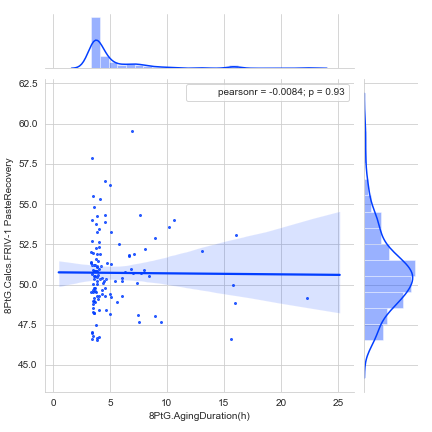 pearsonr = -0.0084; p = 0.93
62.5
60.0
57.5
55.0
52.5
50.0
47.5
45.0
8PtG.Calcs.FRIV-1 PasteRecovery
0 5 10 15 20 25
8PtG.AgingDuration(h)